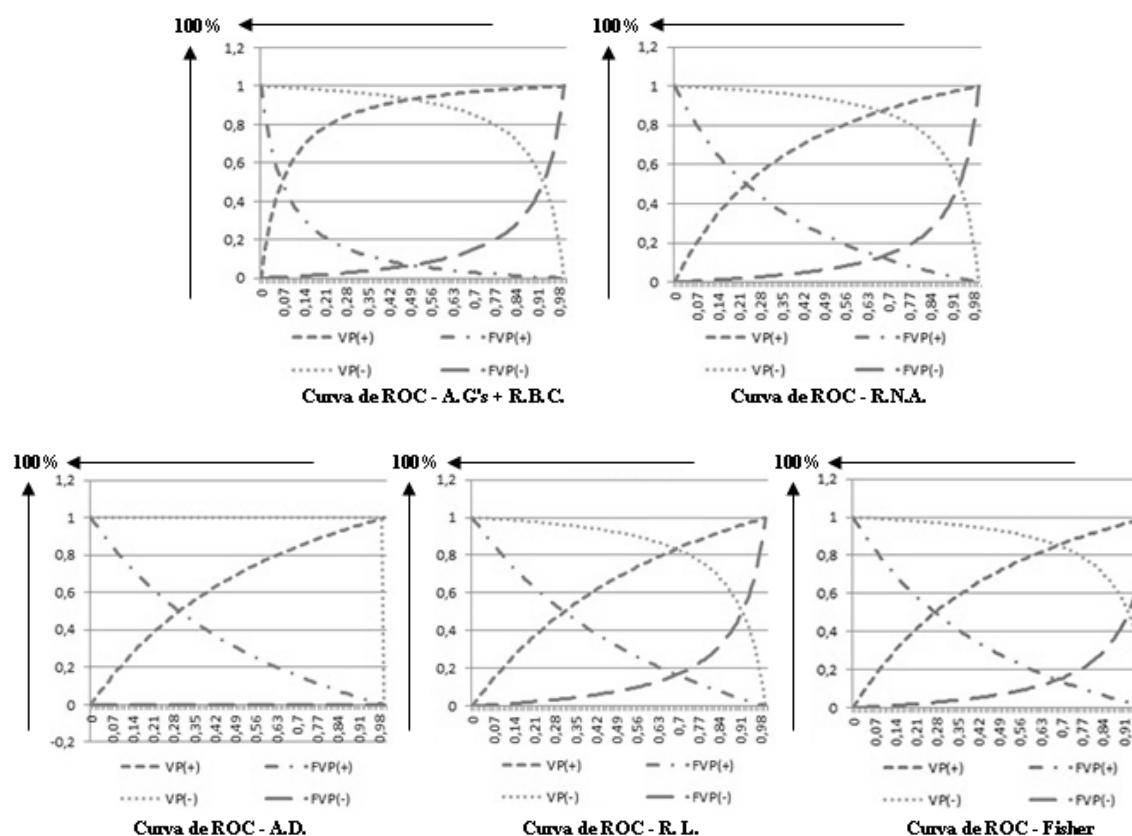 100%
1,2
1
0,8
0,6
0,4
0,2
0
0 0,07 0,14 0,21 0,28 0,35 0,42 0,49 0,56 0,63 0,7 0,77 0,84 0,91 0,98
VP(+) FVP(+)
VP(-) FVP(-)
Curva de ROC - A.G's + R.B.C.
100%
1,2
1
0,8
0,6
0,4
0,2
0
0 0,07 0,14 0,21 0,28 0,35 0,42 0,49 0,56 0,63 0,7 0,77 0,84 0,91 0,98
VP(+) FVP(+)
VP(-) FVP(-)
Curva de ROC - R.N.A.
100%
1,2
1
0,8
0,6
0,4
0,2
0
-0,2
0 0,07 0,14 0,21 0,28 0,35 0,42 0,49 0,56 0,63 0,7 0,77 0,84 0,91 0,98
VP(+) FVP(+)
VP(-) FVP(-)
Curva de ROC - A.D.
100%
1,2
1
0,8
0,6
0,4
0,2
0
0 0,07 0,14 0,21 0,28 0,35 0,42 0,49 0,56 0,63 0,7 0,77 0,84 0,91 0,98
VP(+) FVP(+)
VP(-) FVP(-)
Curva de ROC - R. L.
100%
1,2
1
0,8
0,6
0,4
0,2
0
0 0,07 0,14 0,21 0,28 0,35 0,42 0,49 0,56 0,63 0,7 0,77 0,84 0,91
VP(+) FVP(+)
VP(-) FVP(-)
Curva de ROC - Fisher